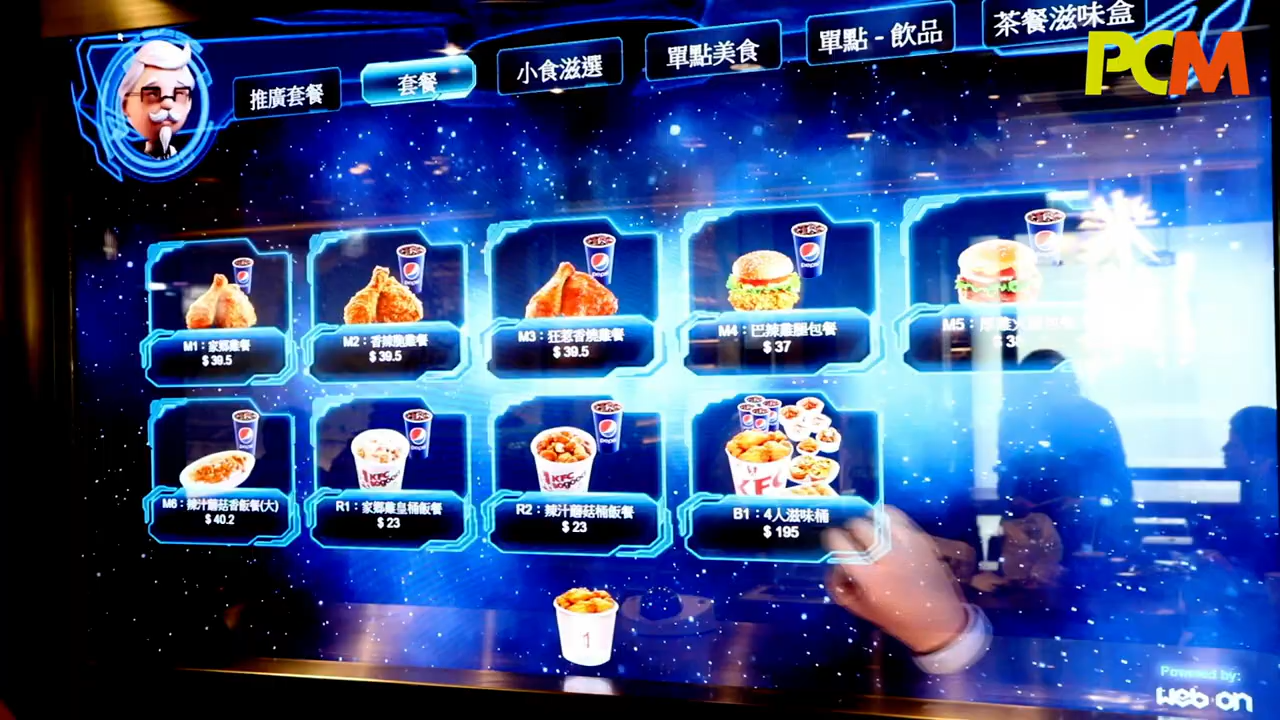 推廣套餐
套餐
小食滋選
單點美食
單點 - 飲品
茶餐滋味盒
PCM
M1：家鄉雞餐
$ 39.5
M2：香辣脆雞餐
$ 39.5
M3：狂惹香燒雞餐
$ 39.5
M4：巴辣雞腿包餐
$ 37
M5：
M6：辣汁蘑菇香飯餐(大)
$ 40.2
R1：家鄉雞皇桶飯餐
$ 23
R2：辣汁蘑菇桶飯餐
$ 23
B1：4人滋味桶
$ 195
1
Powered by:
web-on